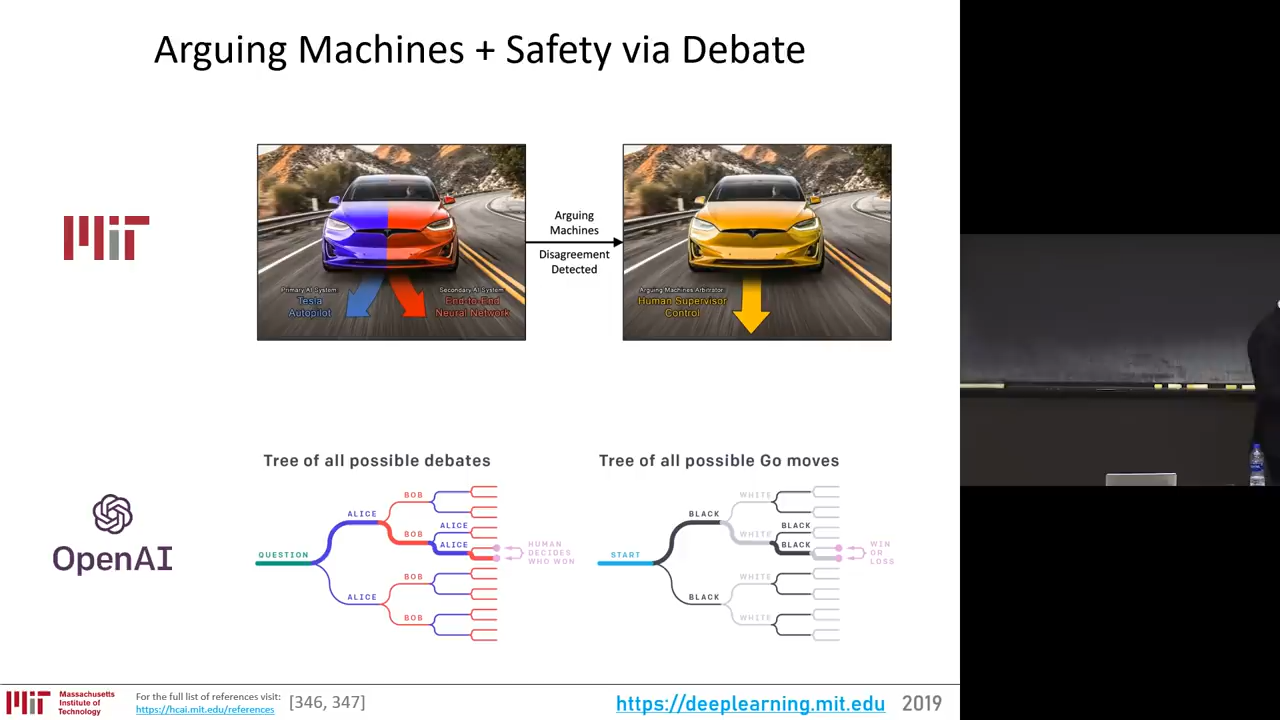 Arguing Machines + Safety via Debate
MIT
Primary AI System:
Tesla
Autopilot
Secondary AI System:
End-to-End
Neural Network
Arguing
Machines
Disagreement
Detected
Arguing Machines Arbitrator:
Human Supervisor
Control
OpenAI
Tree of all possible debates
QUESTION
ALICE
BOB
ALICE
BOB
ALICE
HUMAN
DECIDES
WHO WON
ALICE
BOB
BOB
Tree of all possible Go moves
START
BLACK
WHITE
BLACK
WHITE
BLACK
WIN
OR
LOSS
BLACK
WHITE
WHITE
MIT
Massachusetts
Institute of
Technology
For the full list of references visit:
https://hcai.mit.edu/references
[346, 347]
https://deeplearning.mit.edu 2019